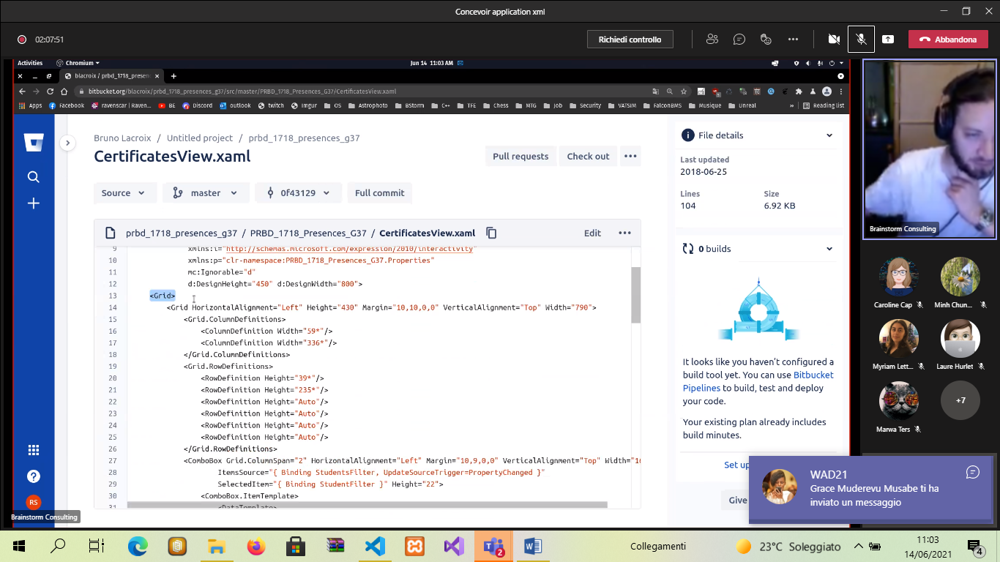 Concevoir application xml
02:07:51
Richiedi controllo
Abbandona
Activities
Chromium
Jun 14 11:03 AM
blacroix / prbd_1718_presen
bitbucket.org/blacroix/prbd_1718_presences_g37/src/master/PRBD_1718_Presences_G37/CertificatesView.xaml
Apps Facebook ravenscar | Raven... BE Discord outlook twitch imgur OS Astrophoto BStorm C++ TFE Chess MTG Job Security VATSIM FalconBMS Musique Unreal » Reading list
Bruno Lacroix / Untitled project / prbd_1718_presences_g37
CertificatesView.xaml
Pull requests Check out
Source master 0f43129 Full commit
prbd_1718_presences_g37 / PRBD_1718_Presences_G37 / CertificatesView.xaml Edit
9 xmlns:i="http://schemas.microsoft.com/expression/2010/interactivity"
10 xmlns:p="clr-namespace:PRBD_1718_Presences_G37.Properties"
11 mc:Ignorable="d"
12 d:DesignHeight="450" d:DesignWidth="800">
13 <Grid>
14 <Grid HorizontalAlignment="Left" Height="430" Margin="10,10,0,0" VerticalAlignment="Top" Width="790">
15 <Grid.ColumnDefinitions>
16 <ColumnDefinition Width="59*"/>
17 <ColumnDefinition Width="336*"/>
18 </Grid.ColumnDefinitions>
19 <Grid.RowDefinitions>
20 <RowDefinition Height="39*"/>
21 <RowDefinition Height="235*"/>
22 <RowDefinition Height="Auto"/>
23 <RowDefinition Height="Auto"/>
24 <RowDefinition Height="Auto"/>
25 <RowDefinition Height="Auto"/>
26 </Grid.RowDefinitions>
27 <ComboBox Grid.ColumnSpan="2" HorizontalAlignment="Left" Margin="10,9,0,0" VerticalAlignment="Top" Width="16
28 ItemsSource="{ Binding StudentsFilter, UpdateSourceTrigger=PropertyChanged }"
29 SelectedItem="{ Binding StudentFilter }" Height="22">
30 <ComboBox.ItemTemplate>
31 <DataTemplate>
File details
Last updated
2018-06-25
Lines Size
104 6.92 KB
0 builds
It looks like you haven't configured a
build tool yet. You can use Bitbucket
Pipelines to build, test and deploy
your code.
Your existing plan already includes
build minutes.
Set up
Give
RS
Brainstorm Consulting
Brainstorm Consulting
Caroline Cap
Minh Chun...
Myriam Lett...
Laure Hurlet
Marwa Ters
+7
WAD21
Grace Muderevu Musabe ti ha
inviato un messaggio
2
Collegamenti
23°C Soleggiato
11:03
14/06/2021
4